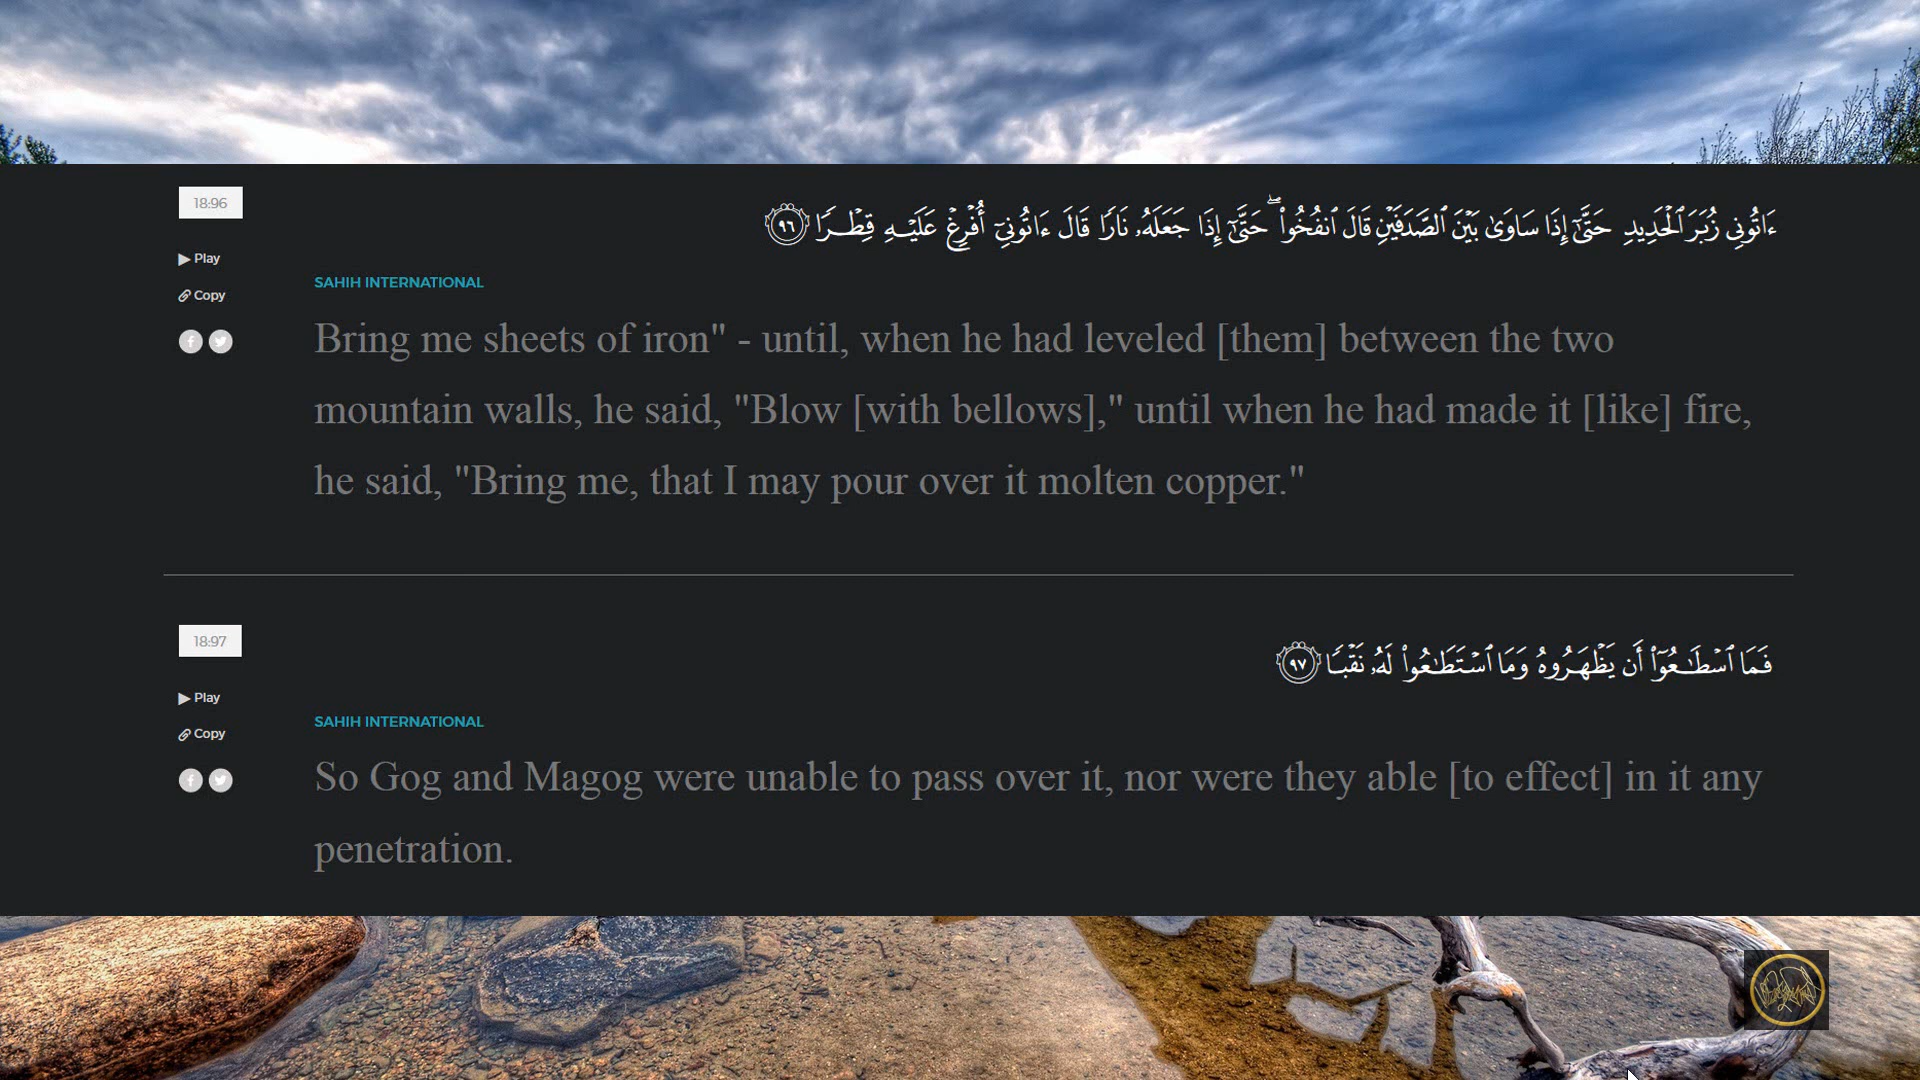 18:96
ءَاتُونِى زُبَرَ ٱلْحَدِيدِ حَتَّىٰٓ إِذَا سَاوَىٰ بَيْنَ ٱلصَّدَفَيْنِ قَالَ ٱنفُخُوا۟ ۖ حَتَّىٰٓ إِذَا جَعَلَهُۥ نَارًا قَالَ ءَاتُونِىٓ أُفْرِغْ عَلَيْهِ قِطْرًا ٩٦
Play
SAHIH INTERNATIONAL
Copy
Bring me sheets of iron" - until, when he had leveled [them] between the two
mountain walls, he said, "Blow [with bellows]," until when he had made it [like] fire,
he said, "Bring me, that I may pour over it molten copper."
18:97
فَمَا ٱسْطَـٰعُوٓا۟ أَن يَظْهَرُوهُ وَمَا ٱسْتَطَـٰعُوا۟ لَهُۥ نَقْبًا ٩٧
Play
SAHIH INTERNATIONAL
Copy
So Gog and Magog were unable to pass over it, nor were they able [to effect] in it any
penetration.